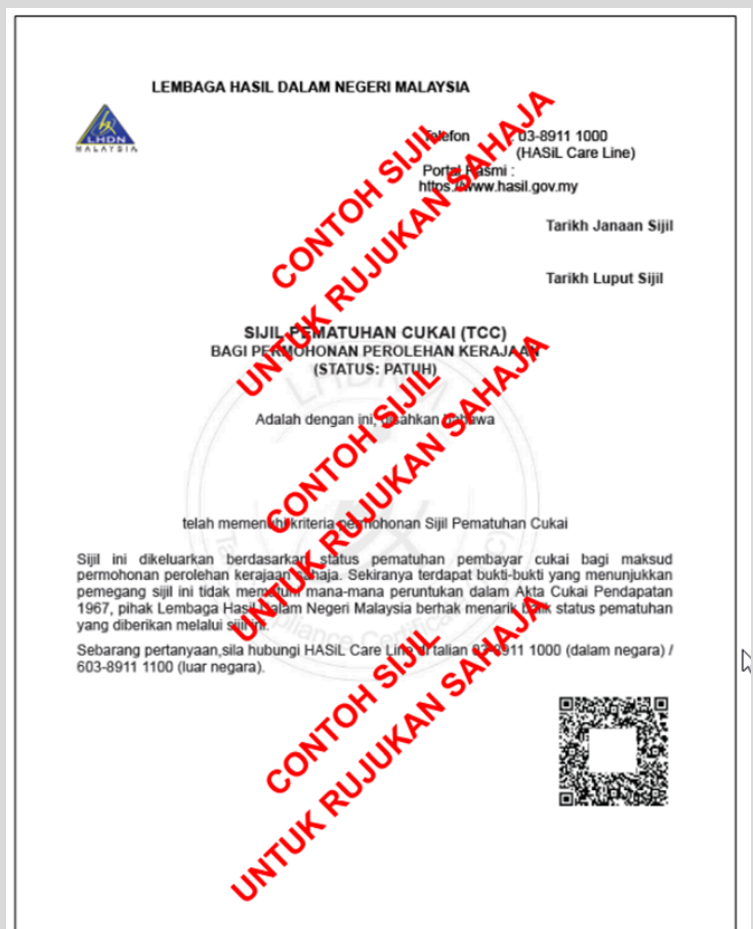 LEMBAGA HASIL DALAM NEGERI MALAYSIA
LHDN
MALAYSIA
Telefon : 03-8911 1000
(HASiL Care Line)
Portal Rasmi :
https://www.hasil.gov.my
Tarikh Janaan Sijil
Tarikh Luput Sijil
SIJIL PEMATUHAN CUKAI (TCC)
BAGI PERMOHONAN PEROLEHAN KERAJAAN
(STATUS: PATUH)
Adalah dengan ini, disahkan bahawa
telah memenuhi kriteria permohonan Sijil Pematuhan Cukai
Sijil ini dikeluarkan berdasarkan status pematuhan pembayar cukai bagi maksud
permohonan perolehan kerajaan sahaja. Sekiranya terdapat bukti-bukti yang menunjukkan
pemegang sijil ini tidak mematuhi mana-mana peruntukan dalam Akta Cukai Pendapatan
1967, pihak Lembaga Hasil Dalam Negeri Malaysia berhak menarik balik status pematuhan
yang diberikan melalui sijil ini.
Sebarang pertanyaan,sila hubungi HASiL Care Line di talian 03-8911 1000 (dalam negara) /
603-8911 1100 (luar negara).
CONTOH SIJIL
UNTUK RUJUKAN SAHAJA
CONTOH SIJIL
UNTUK RUJUKAN SAHAJA
CONTOH SIJIL
UNTUK RUJUKAN SAHAJA
LHDNM